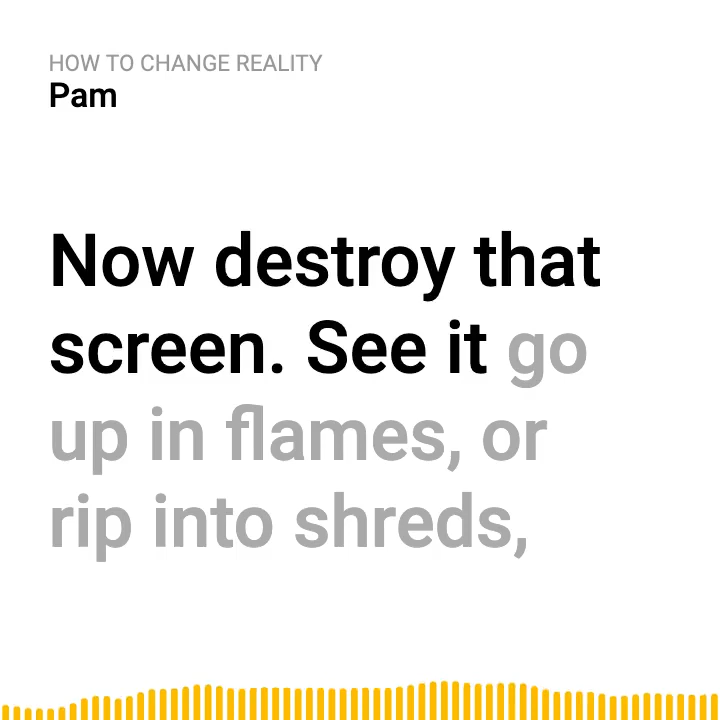 HOW TO CHANGE REALITY
Pam
Now destroy that
screen. See it go
up in flames, or
rip into shreds,